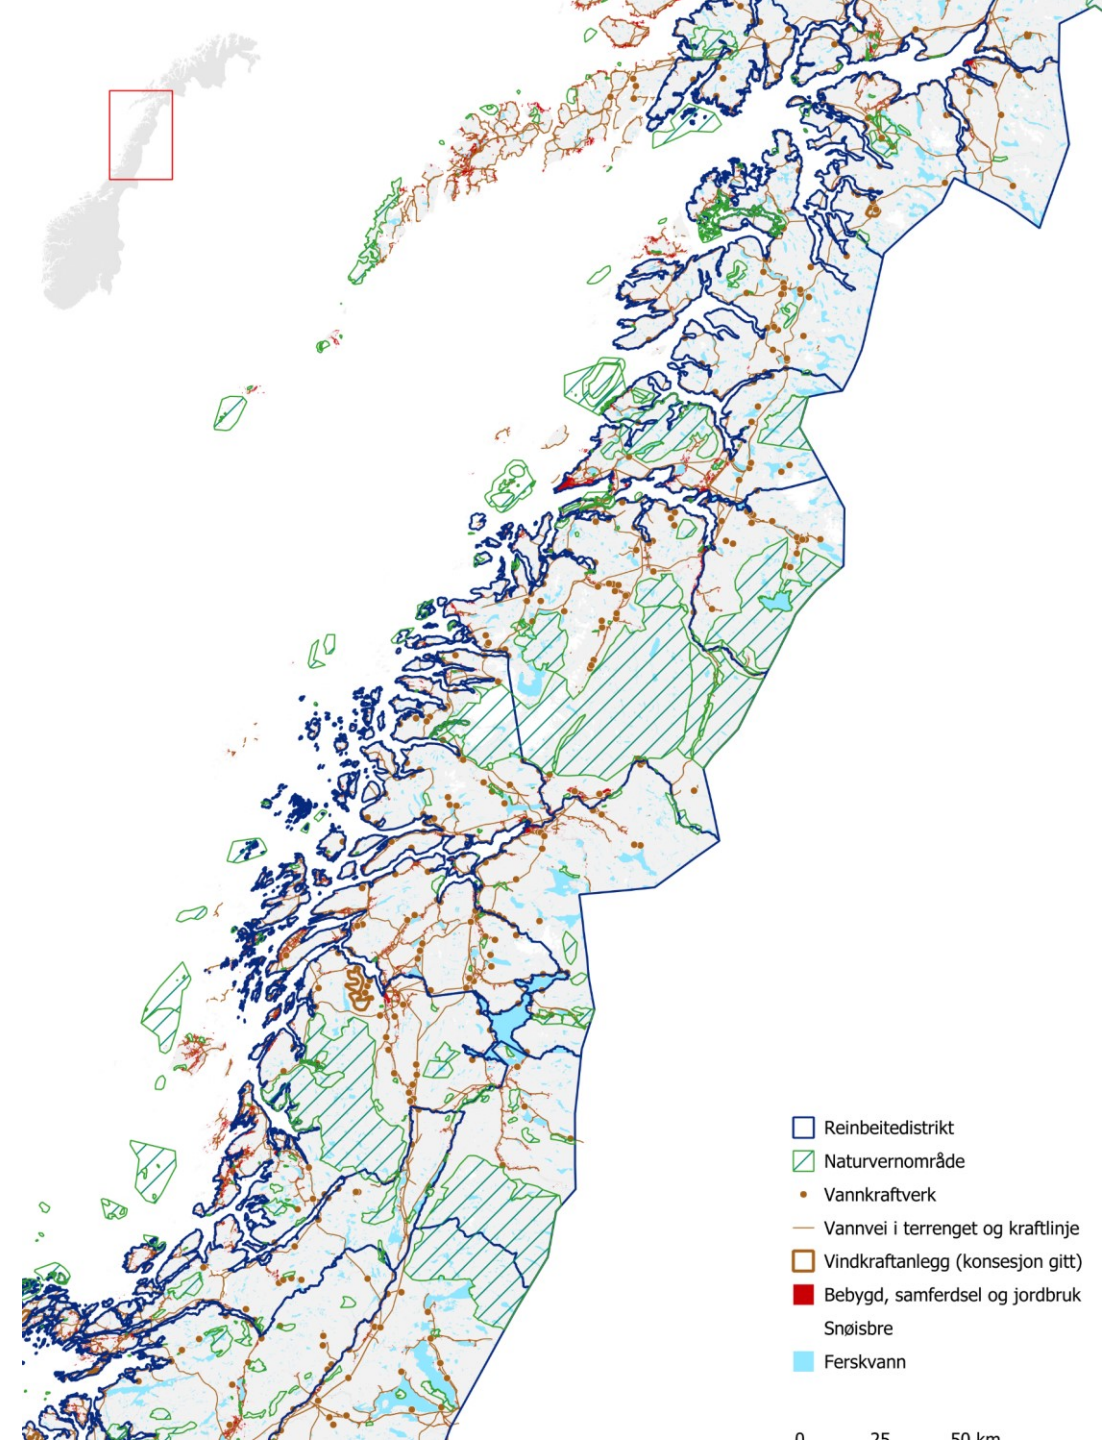 Reinbeitedistrikt
Naturvernområde
Vannkraftverk
Vannvei i terrenget og kraftlinje
Vindkraftanlegg (konsesjon gitt)
Bebygd, samferdsel og jordbruk
Snøisbre
Ferskvann
0 25 50 km